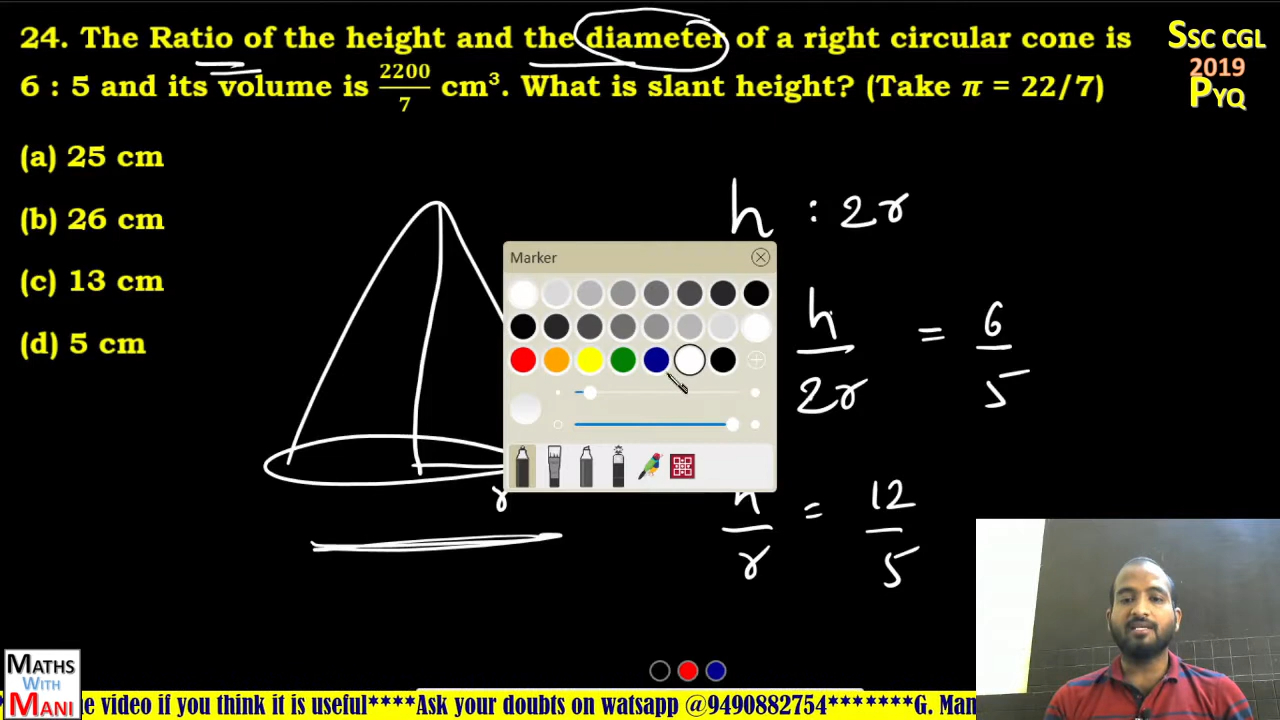 24. The Ratio of the height and the diameter of a right circular cone is
6 : 5 and its volume is 2200/7 cm³. What is slant height? (Take π = 22/7)
SSC CGL
2019
PYQ
(a) 25 cm
(b) 26 cm
(c) 13 cm
(d) 5 cm
h : 2r
Marker
h/2r = 6/5
r
h/r = 12/5
MATHS
WITH
MANI
e video if you think it is useful****Ask your doubts on watsapp @9490882754*******G. Man